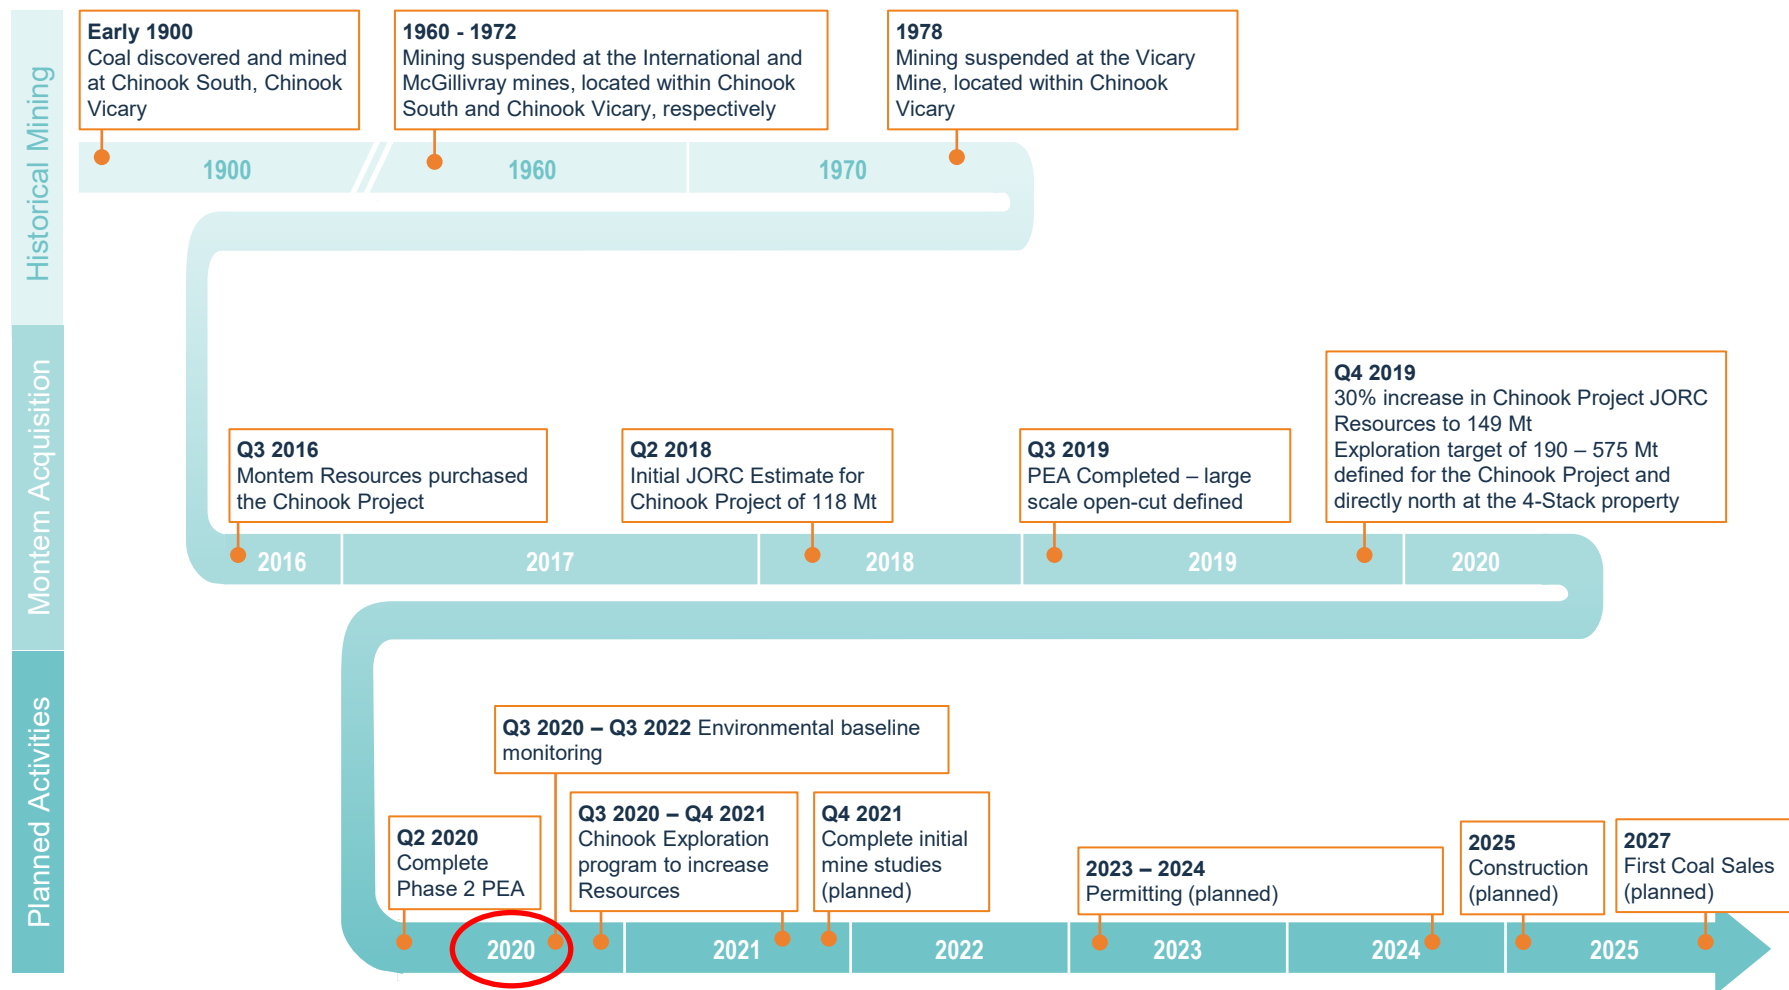 Historical Mining
Early 1900
Coal discovered and mined
at Chinook South, Chinook
Vicary
1960 - 1972
Mining suspended at the International and
McGillivray mines, located within Chinook
South and Chinook Vicary, respectively
1978
Mining suspended at the Vicary
Mine, located within Chinook
Vicary
1900
1960
1970
Montem Acquisition
Q3 2016
Montem Resources purchased
the Chinook Project
Q2 2018
Initial JORC Estimate for
Chinook Project of 118 Mt
Q3 2019
PEA Completed – large
scale open-cut defined
Q4 2019
30% increase in Chinook Project JORC
Resources to 149 Mt
Exploration target of 190 – 575 Mt
defined for the Chinook Project and
directly north at the 4-Stack property
2016
2017
2018
2019
2020
Planned Activities
Q3 2020 – Q3 2022 Environmental baseline
monitoring
Q2 2020
Complete
Phase 2 PEA
Q3 2020 – Q4 2021
Chinook Exploration
program to increase
Resources
Q4 2021
Complete initial
mine studies
(planned)
2023 – 2024
Permitting (planned)
2025
Construction
(planned)
2027
First Coal Sales
(planned)
2020
2021
2022
2023
2024
2025